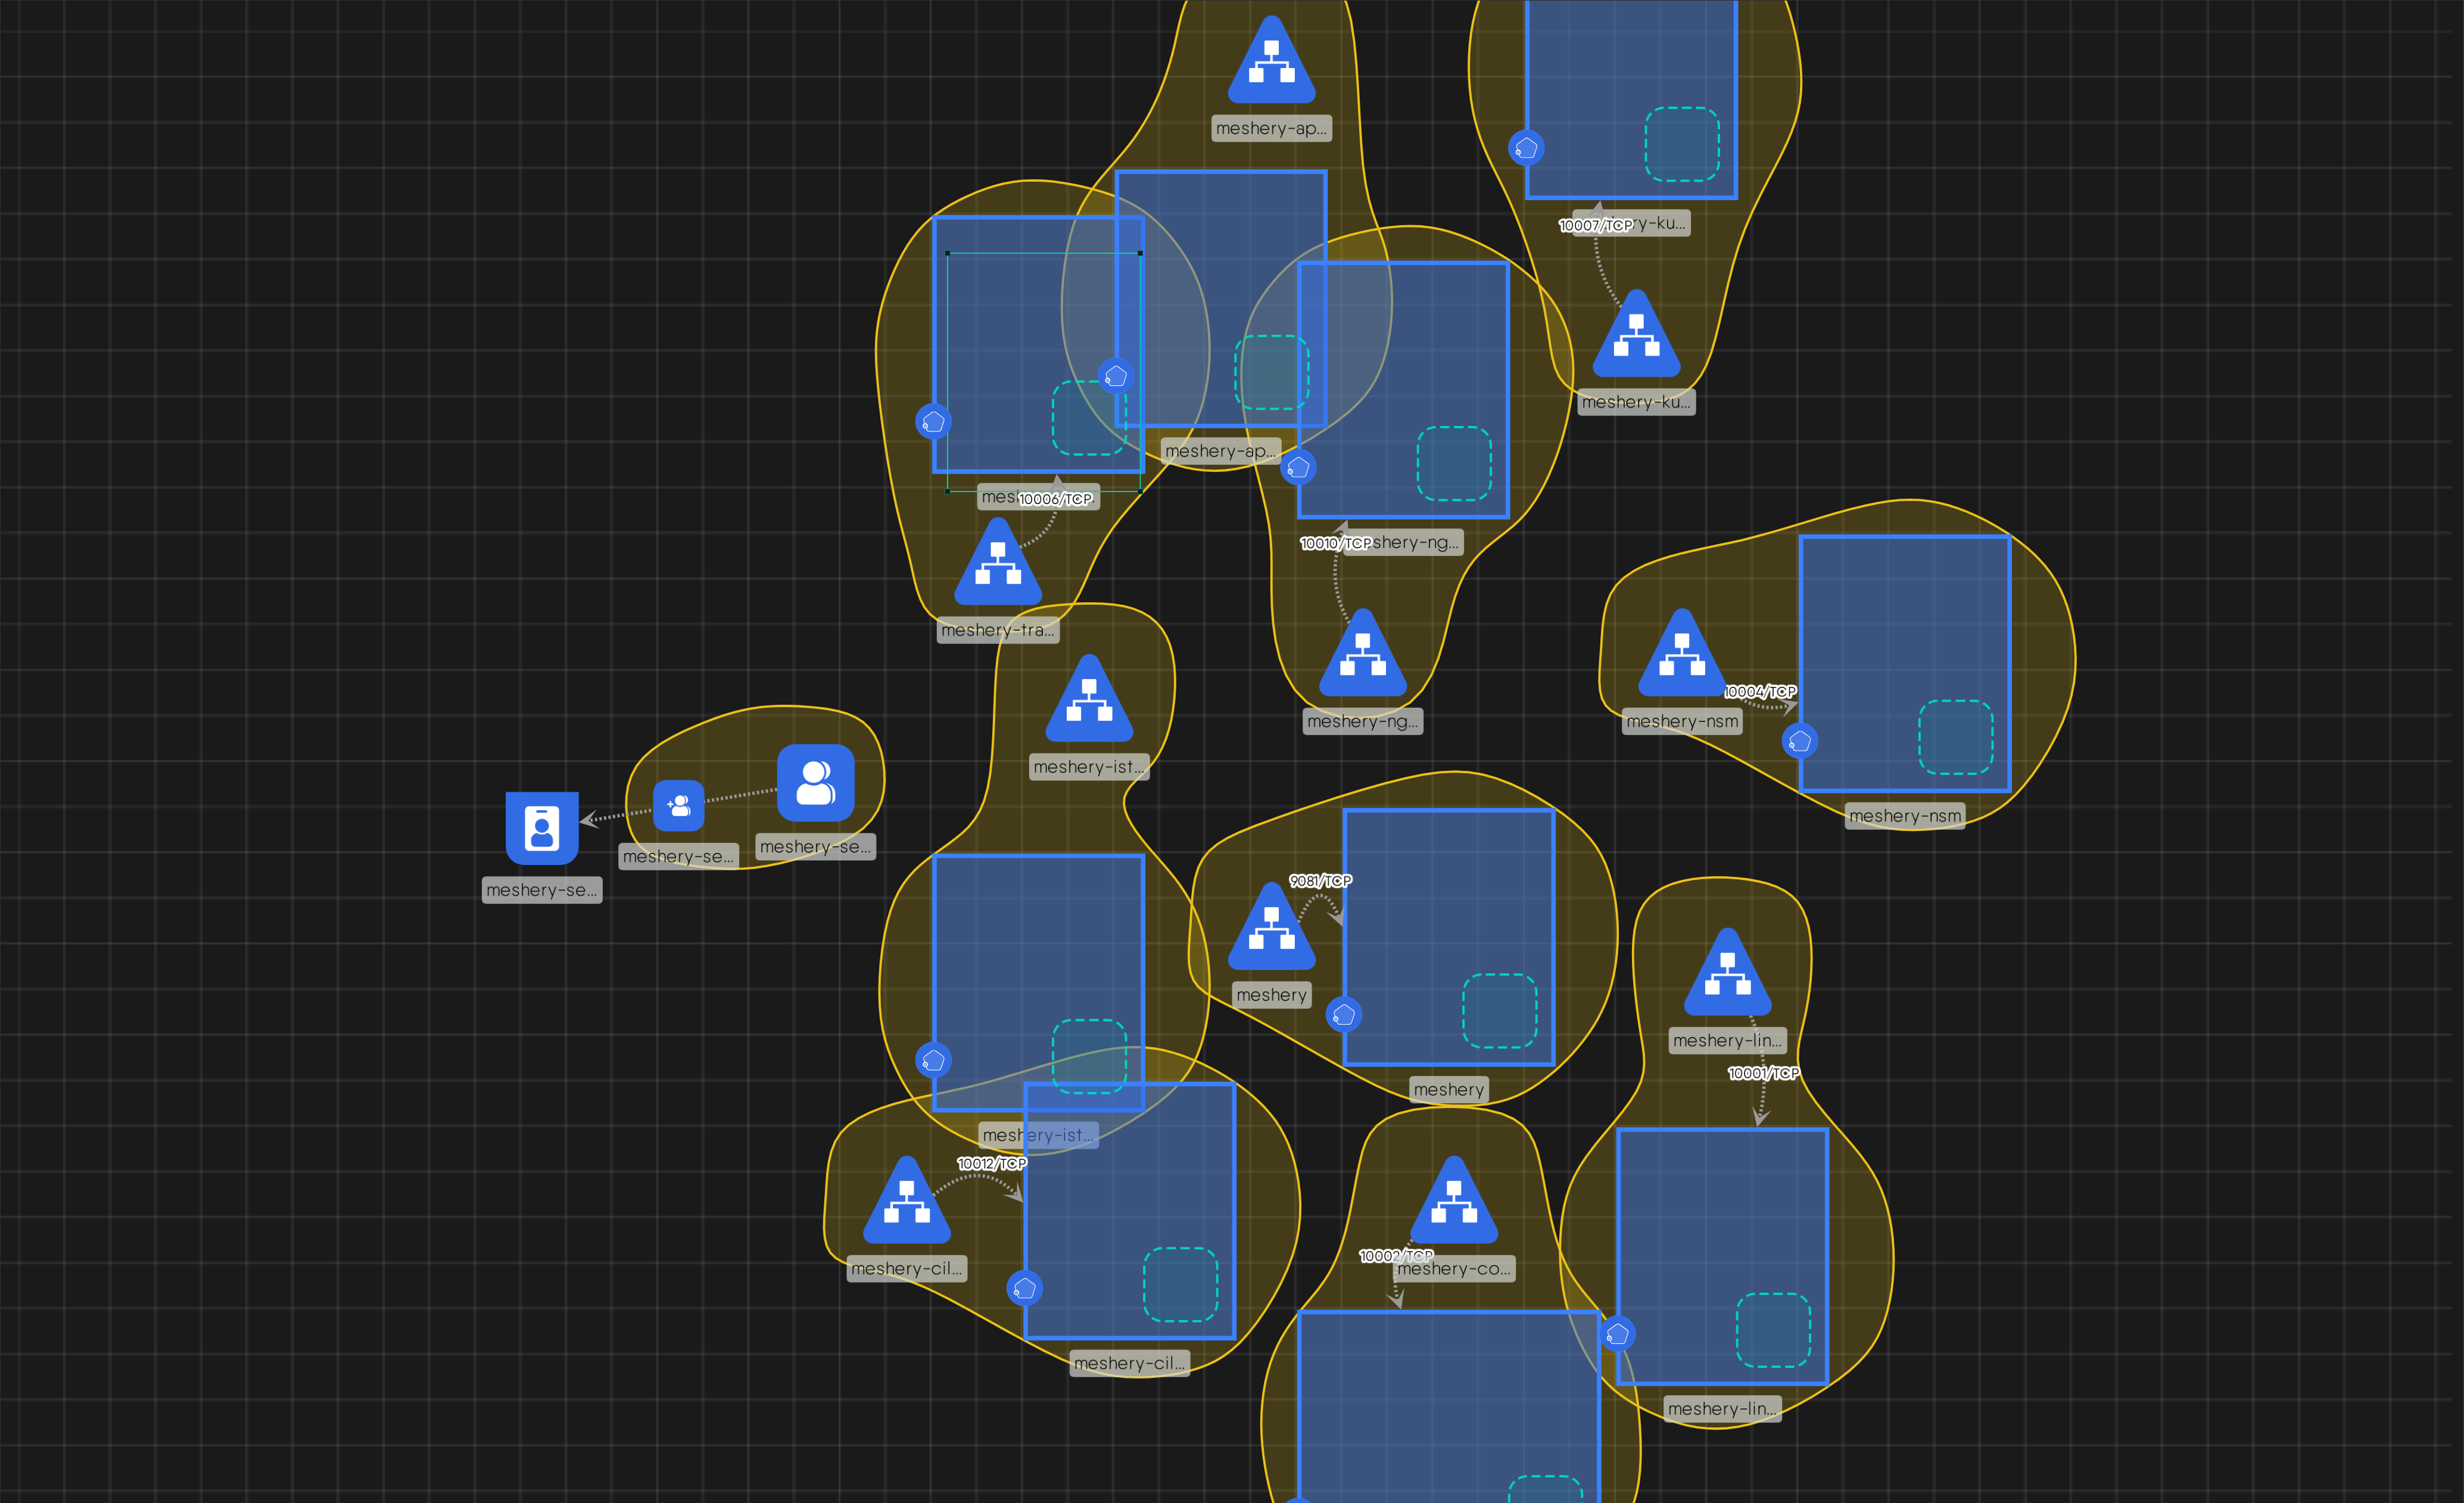 meshery-ap...
10007/TCP
ry-ku...
meshery-ku...
meshery-ap...
mes
10006/TCP
10010/TCP
shery-ng...
meshery-tra...
meshery-ng...
10004/TCP
meshery-nsm
meshery-nsm
meshery-ist...
meshery-se...
meshery-se...
meshery-se...
9081/TCP
meshery
meshery
meshery-lin...
10001/TCP
meshery-ist...
10012/TCP
meshery-cil...
10002/TCP
meshery-co...
meshery-cil...
meshery-lin...